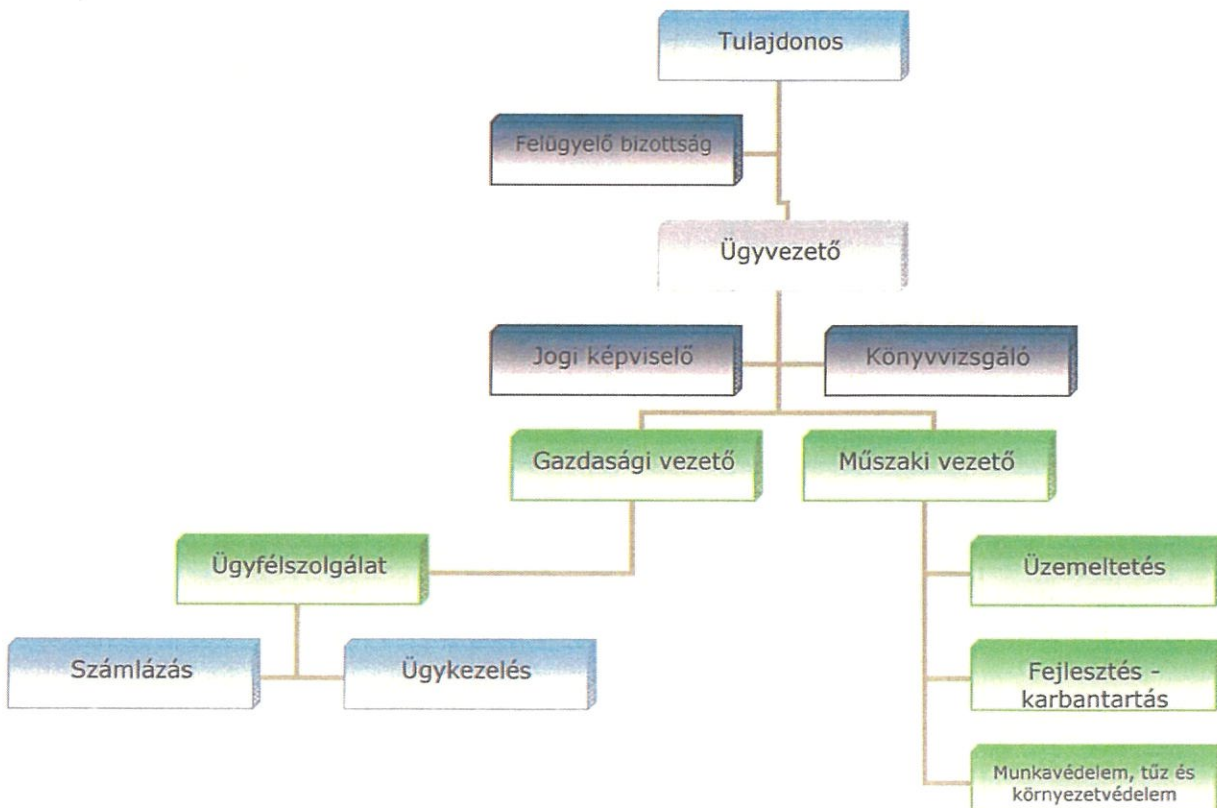 Tulajdonos
Felügyelő bizottság
Ügyvezető
Jogi képviselő
Könyvvizsgáló
Gazdasági vezető
Műszaki vezető
Ügyfélszolgálat
Üzemeltetés
Számlázás
Ügykezelés
Fejlesztés -
karbantartás
Munkavédelem, tűz és
környezetvédelem